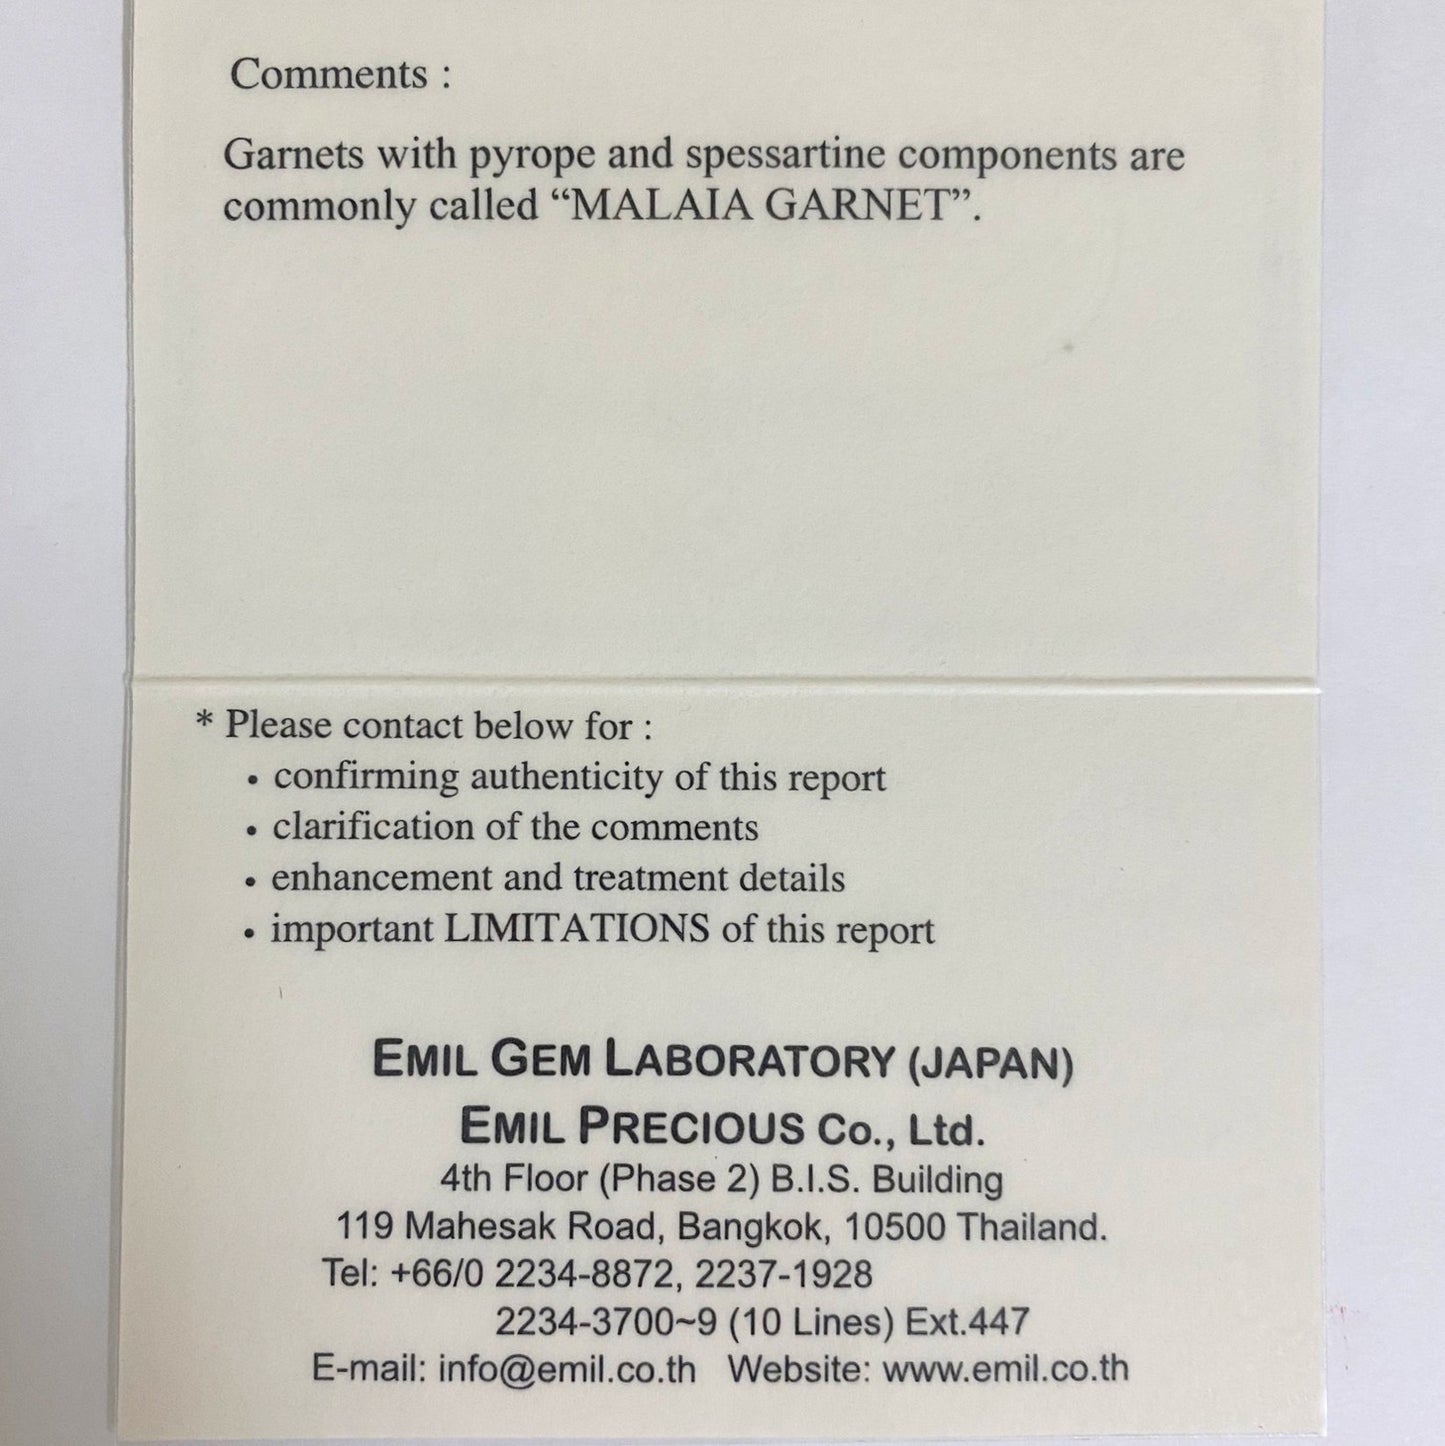 Comments :
Garnets with pyrope and spessartine components are
commonly called “MALAIA GARNET”.
* Please contact below for :
• confirming authenticity of this report
• clarification of the comments
• enhancement and treatment details
• important LIMITATIONS of this report
EMIL GEM LABORATORY (JAPAN)
EMIL PRECIOUS Co., Ltd.
4th Floor (Phase 2) B.I.S. Building
119 Mahesak Road, Bangkok, 10500 Thailand.
Tel: +66/0 2234-8872, 2237-1928
2234-3700~9 (10 Lines) Ext.447
E-mail: info@emil.co.th Website: www.emil.co.th